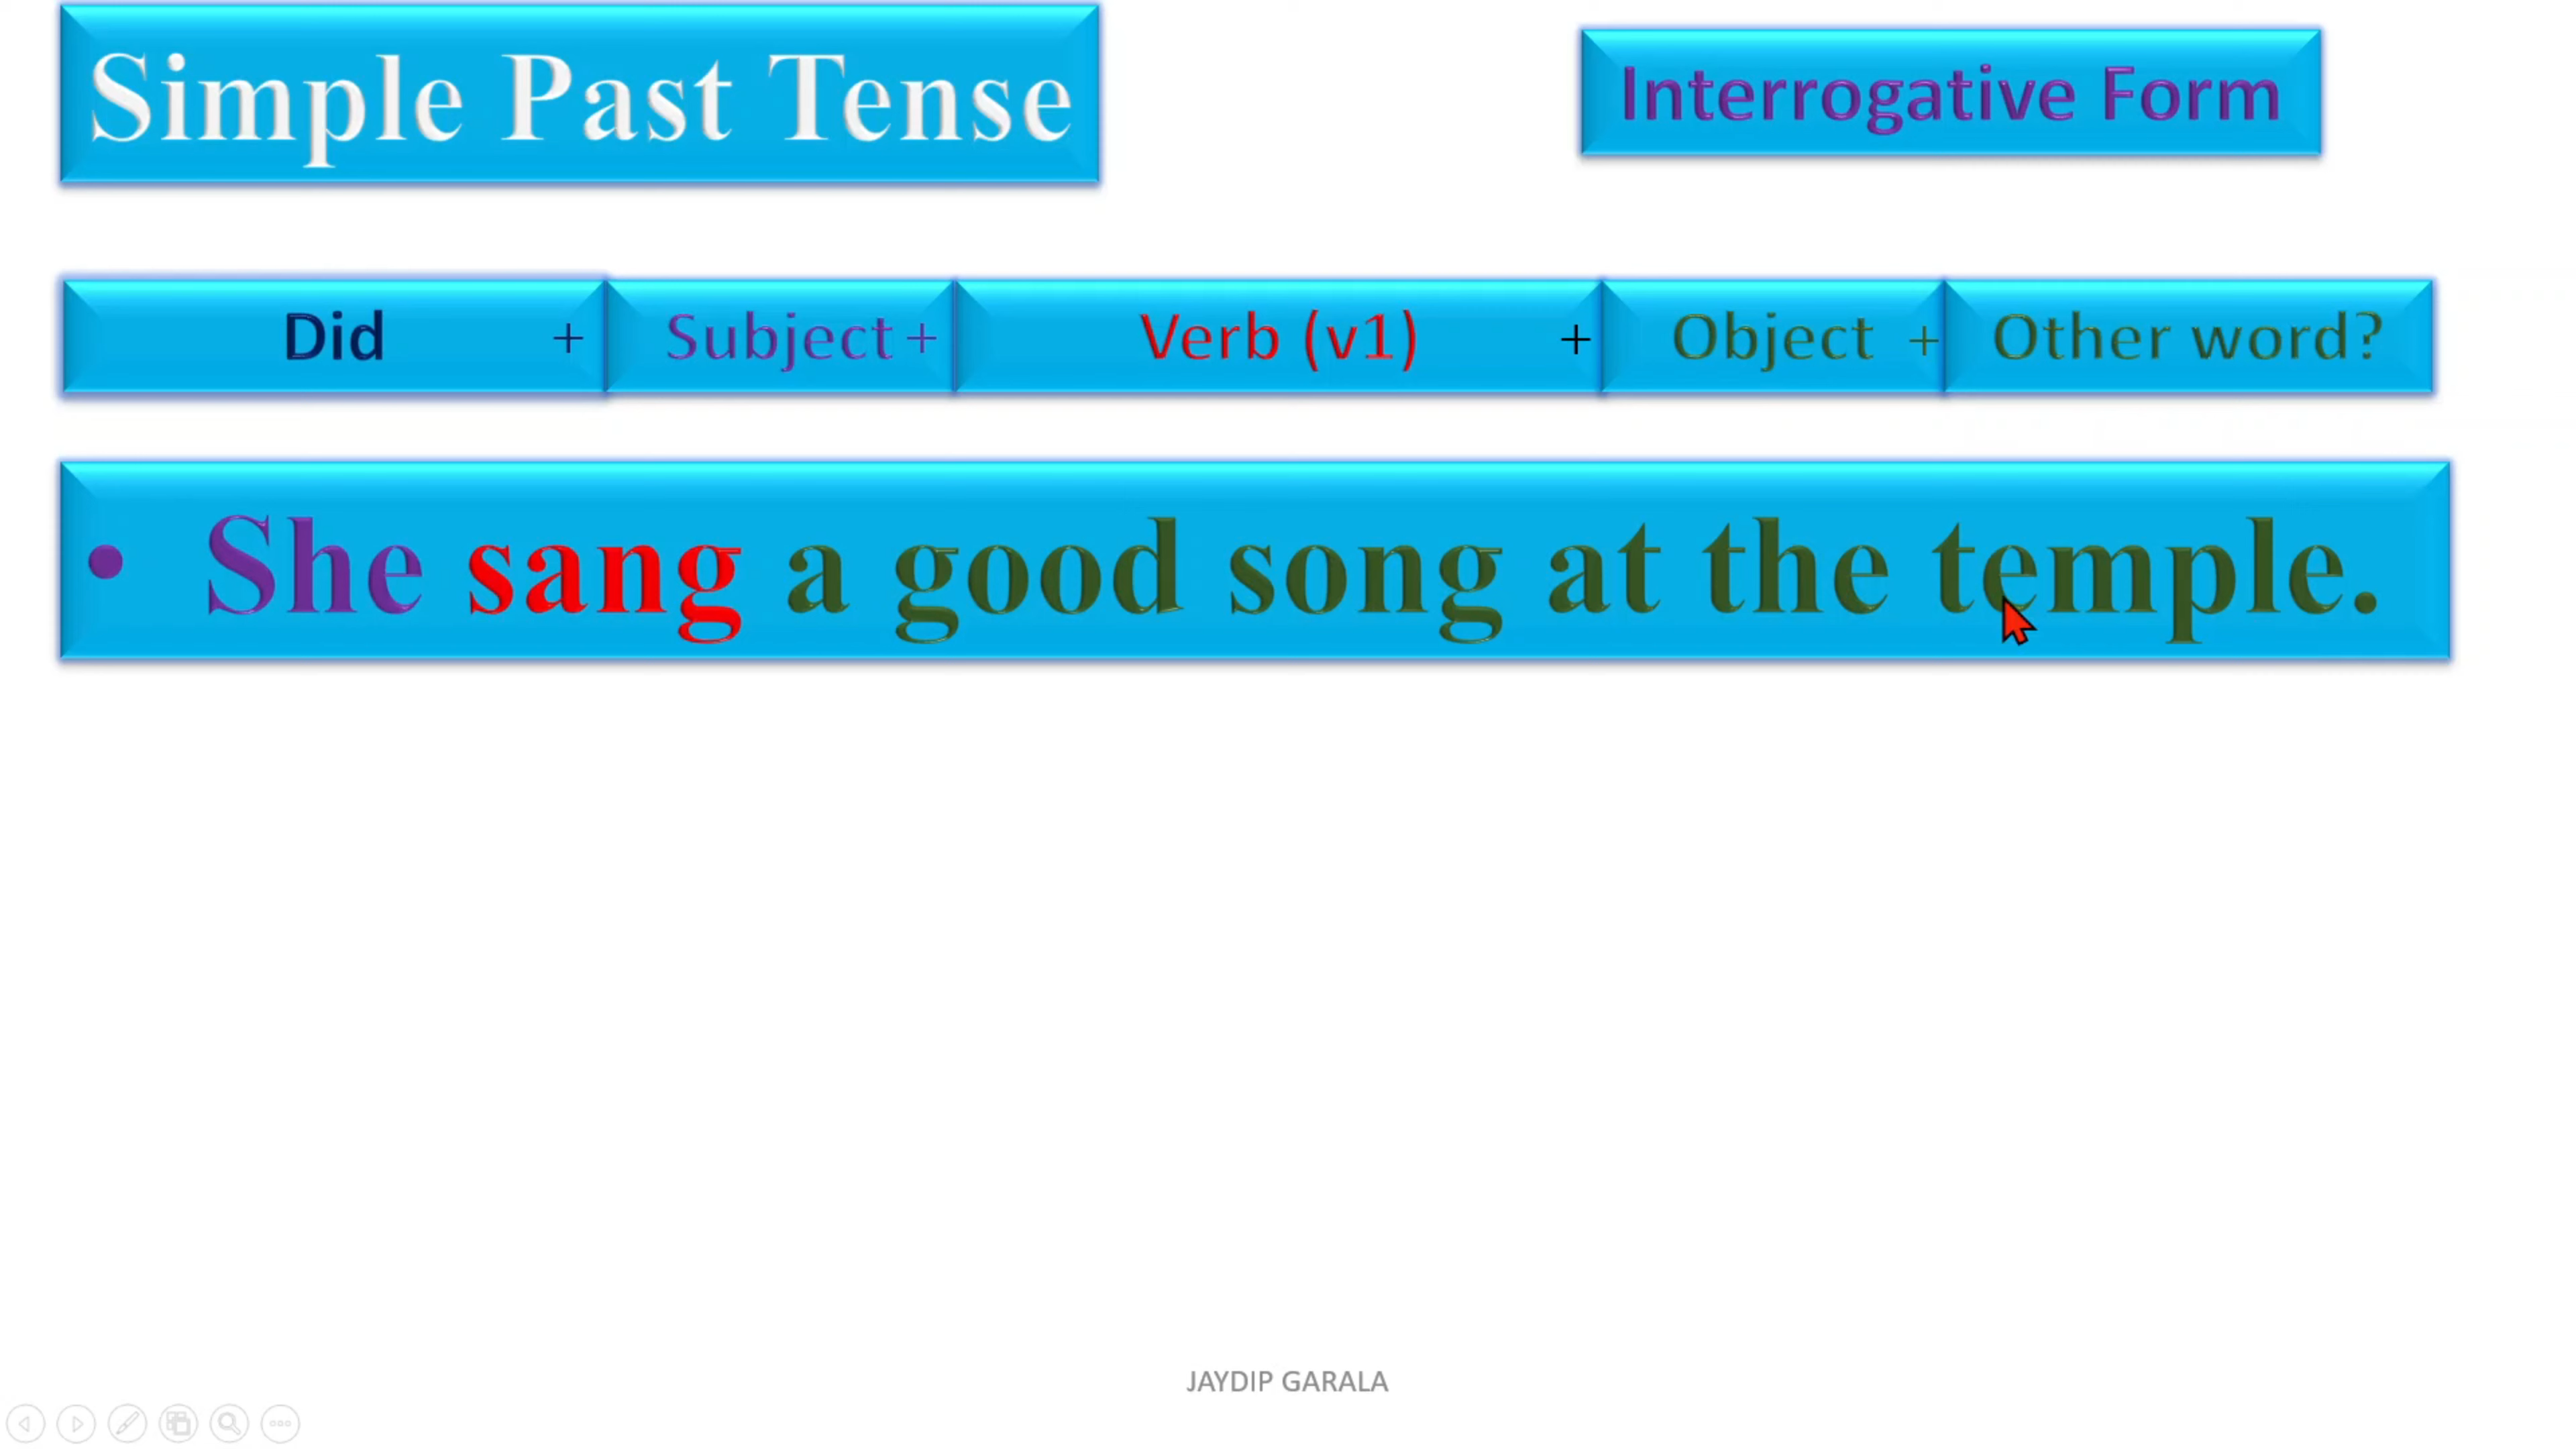 Simple Past Tense
Interrogative Form
Did + Subject + Verb (v1) + Object + Other word?
• She sang a good song at the temple.
JAYDIP GARALA